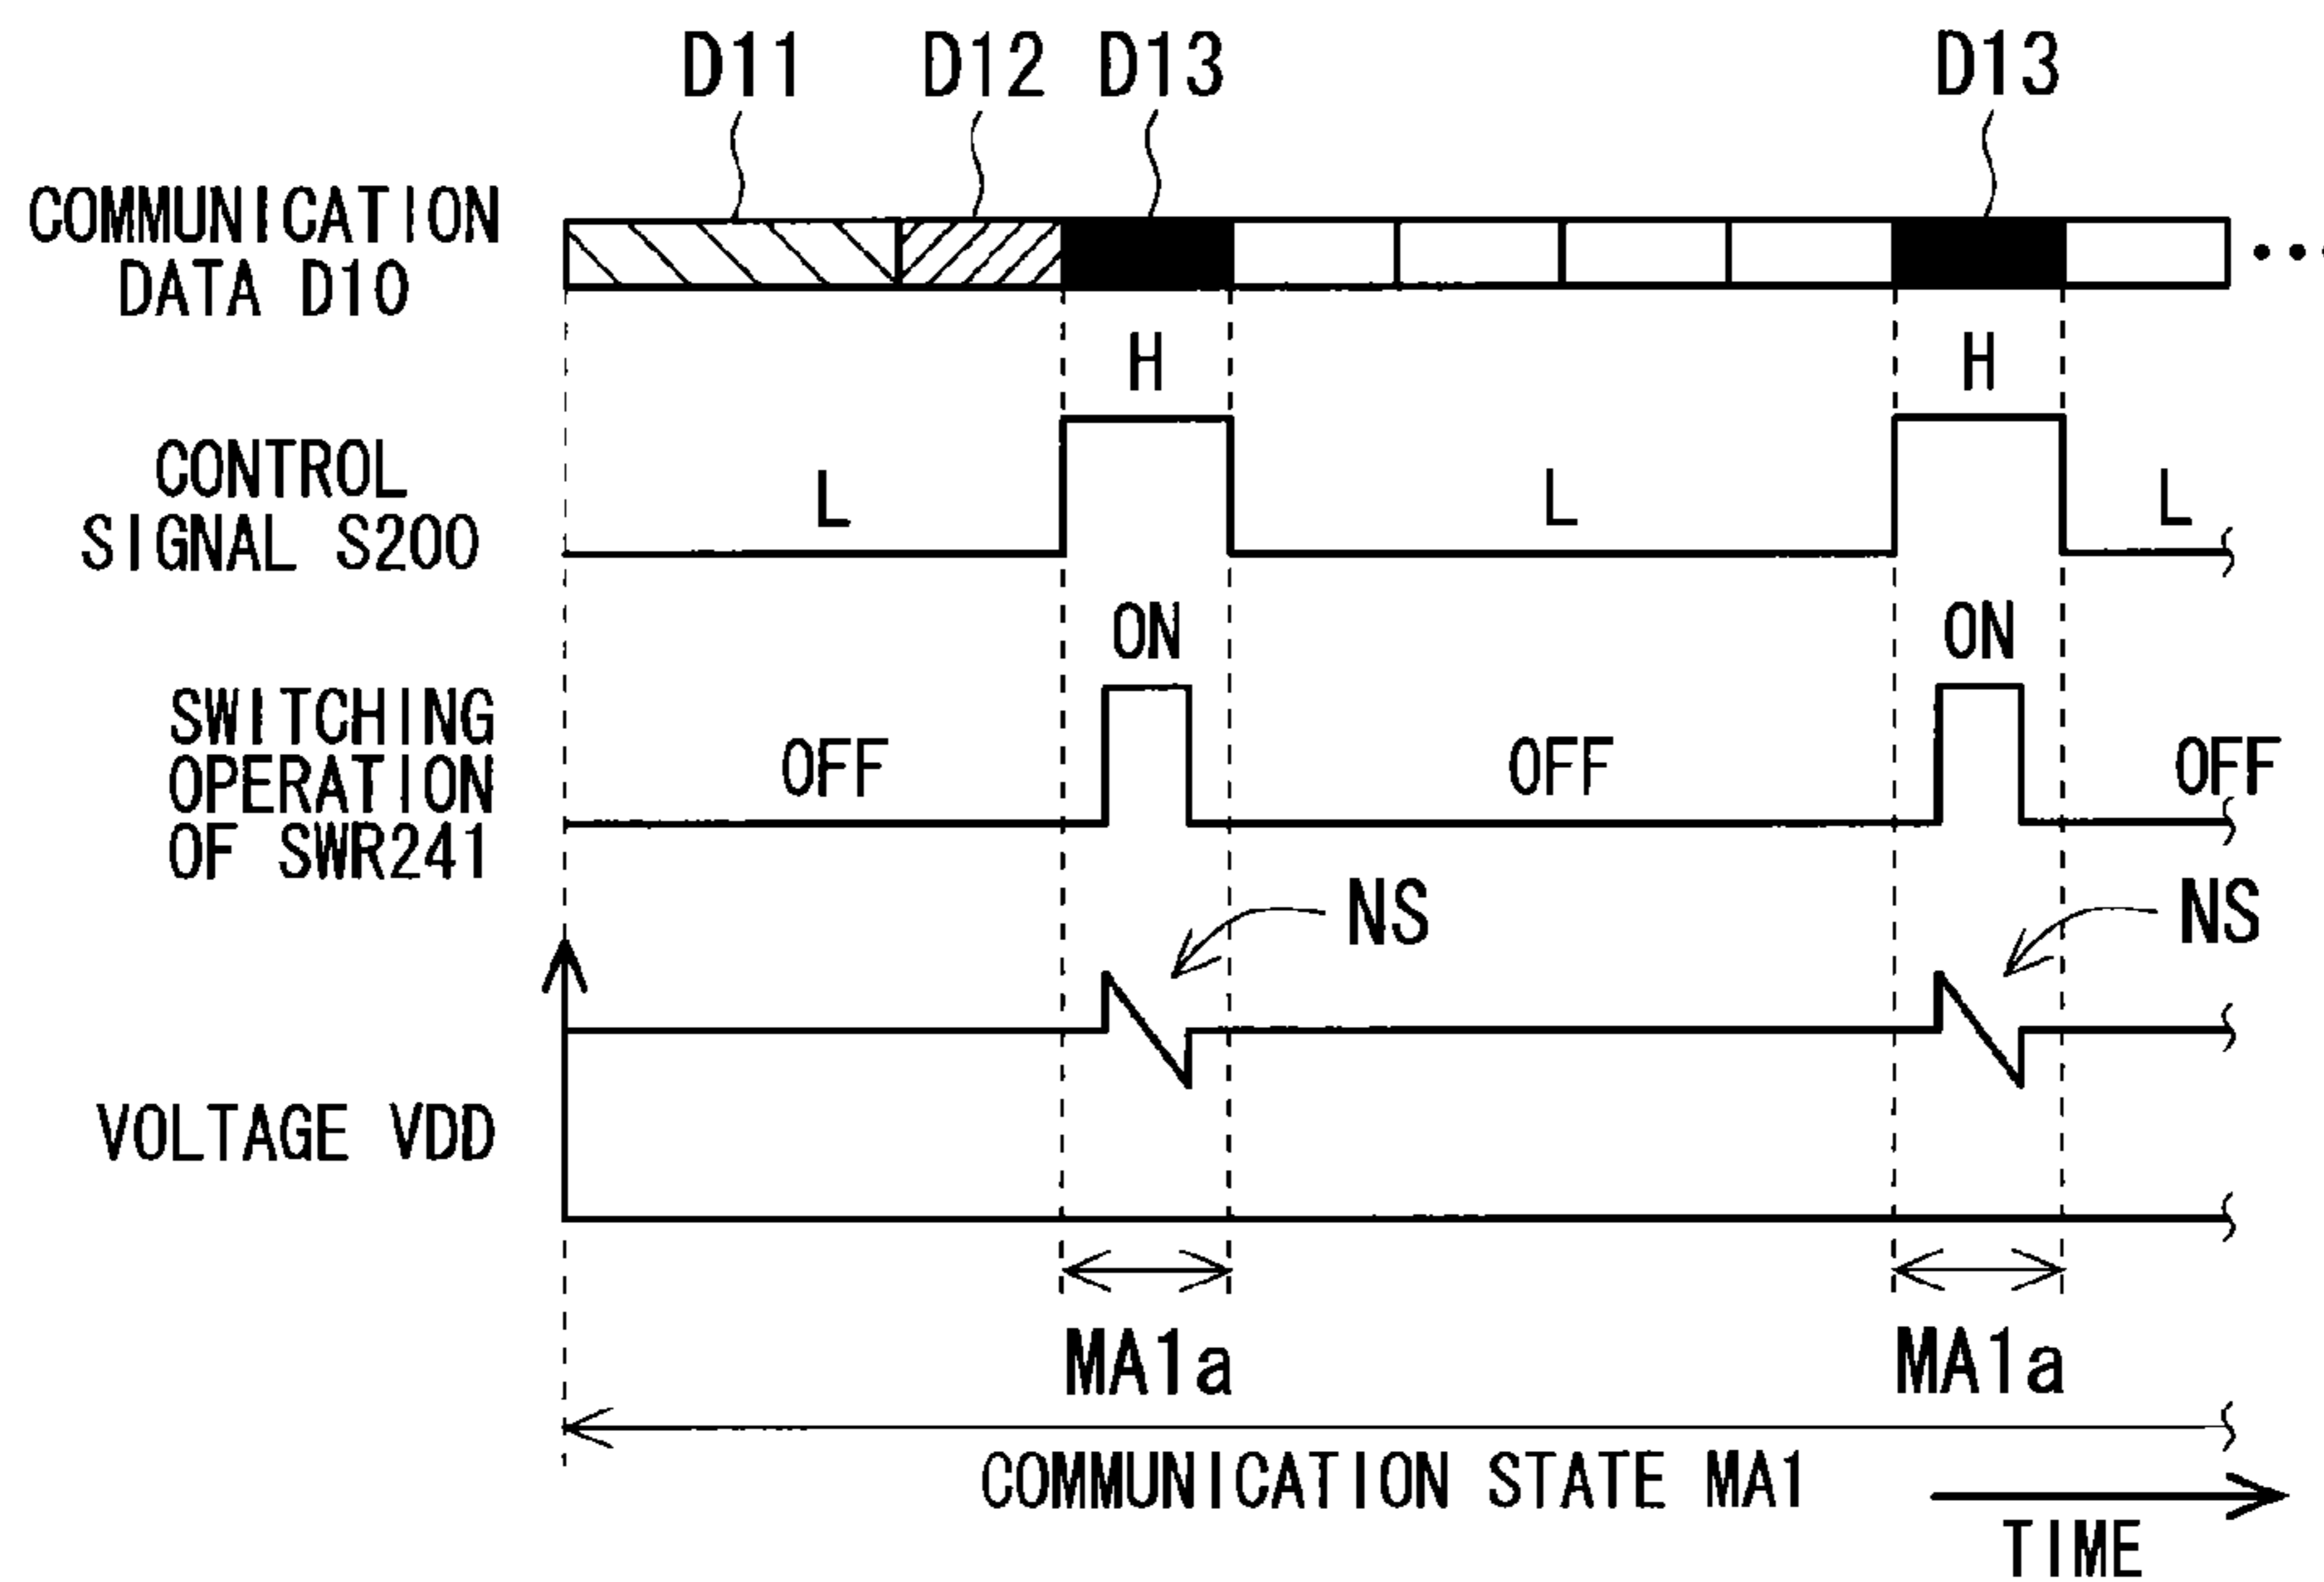 D11 D12 D13 D13
COMMUNICATION
DATA D10
H H
CONTROL
SIGNAL S200
L L L
ON ON
SWITCHING
OPERATION
OF SWR241
OFF OFF OFF
NS NS
VOLTAGE VDD
MA1a MA1a
COMMUNICATION STATE MA1
TIME